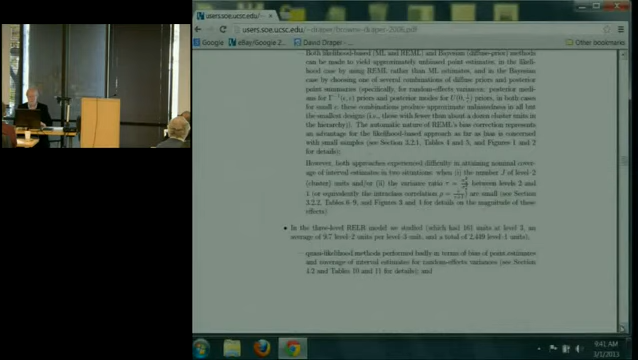 users.soe.ucsc.edu/~
users.soe.ucsc.edu/~draper/browne-draper-2006.pdf
Google eBay/Google 2... David Draper - Other bookmarks
Both likelihood-based (ML and REML) and Bayesian (diffuse-prior) methods
can be made to yield approximately unbiased point estimates, in the likeli-
hood case by using REML rather than ML estimates, and in the Bayesian
case by choosing one of several combinations of diffuse priors and posterior
point summaries (specifically, for random-effects variances, posterior medi-
ans for Γ⁻¹(ε, ε) priors and posterior modes for U(0, 1/ε) priors, in both cases
for small ε; these combinations produce approximate unbiasedness in all but
the smallest designs (i.e., those with fewer than about a dozen cluster units in
the hierarchy). The automatic nature of REML's bias correction represents
an advantage for the likelihood-based approach as far as bias is concerned
with small samples (see Section 3.2.1, Tables 4 and 5, and Figures 1 and 2
for details).
However, both approaches experienced difficulty in attaining nominal cover-
age of interval estimates in two situations: when (i) the number J of level-2
(cluster) units and/or (ii) the variance ratio τ = between levels 2 and
1 (or equivalently the intraclass correlation ρ = ) are small (see Section
3.2.2, Tables 6–9, and Figures 3 and 4 for details on the magnitude of these
effects)
• In the three-level RELR model we studied (which had 161 units at level 3, an
average of 9.7 level-2 units per level-3 unit, and a total of 2,449 level-1 units),
– quasi-likelihood methods performed badly in terms of bias of point estimates
and coverage of interval estimates for random-effects variances (see Section
4.2 and Tables 10 and 11 for details); and
9:41 AM
3/1/2013